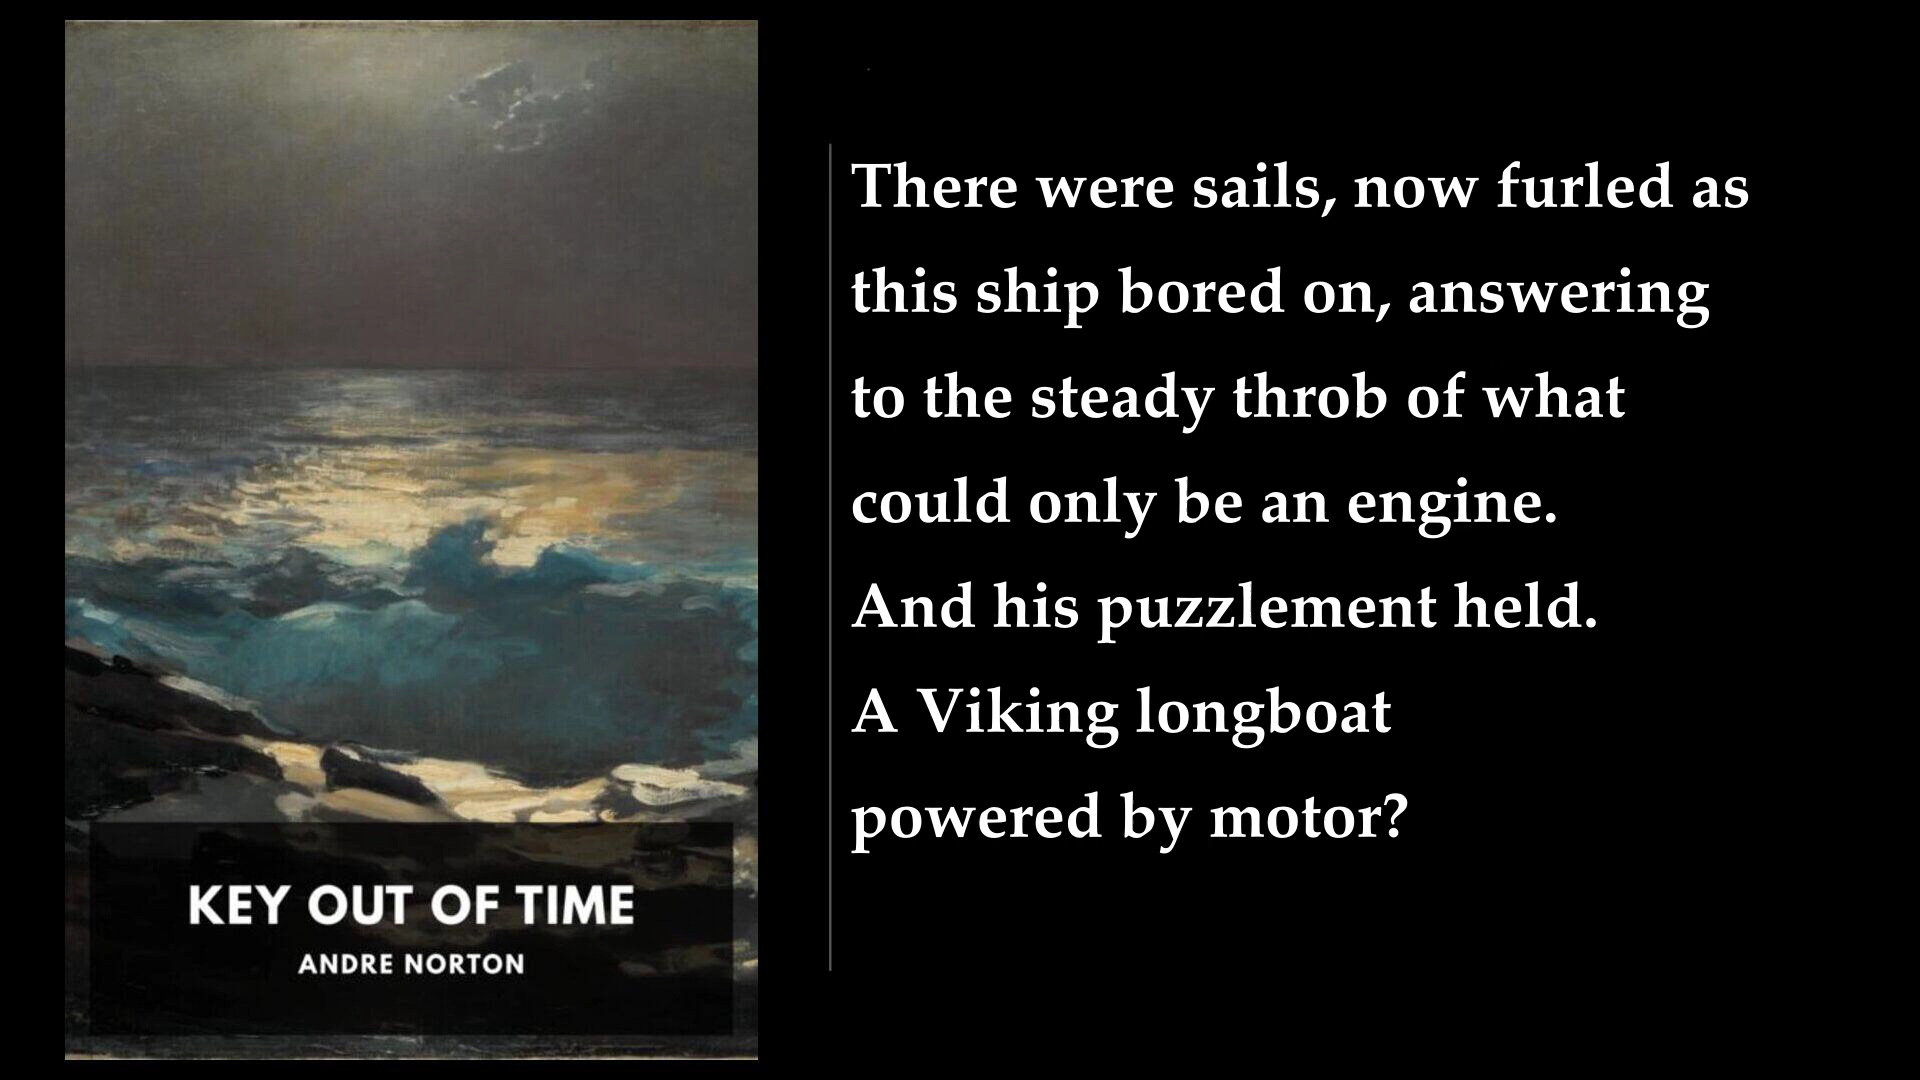 KEY OUT OF TIME
ANDRE NORTON
There were sails, now furled as
this ship bored on, answering
to the steady throb of what
could only be an engine.
And his puzzlement held.
A Viking longboat
powered by motor?